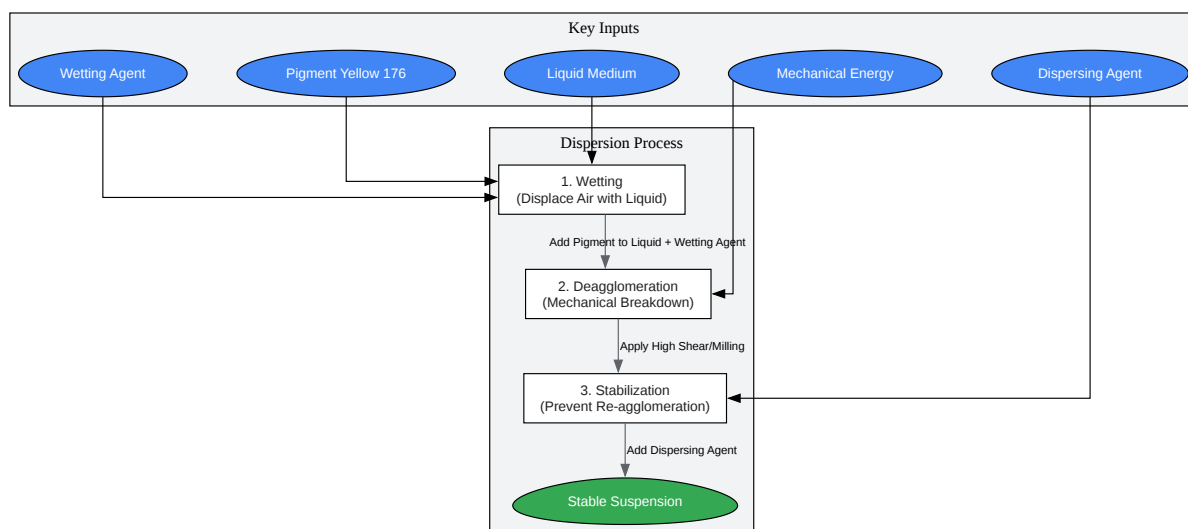 Key Inputs
Wetting Agent
Pigment Yellow 176
Liquid Medium
Mechanical Energy
Dispersing Agent
Dispersion Process
1. Wetting
(Displace Air with Liquid)
Add Pigment to Liquid + Wetting Agent
2. Deagglomeration
(Mechanical Breakdown)
Apply High Shear/Milling
3. Stabilization
(Prevent Re-agglomeration)
Add Dispersing Agent
Stable Suspension